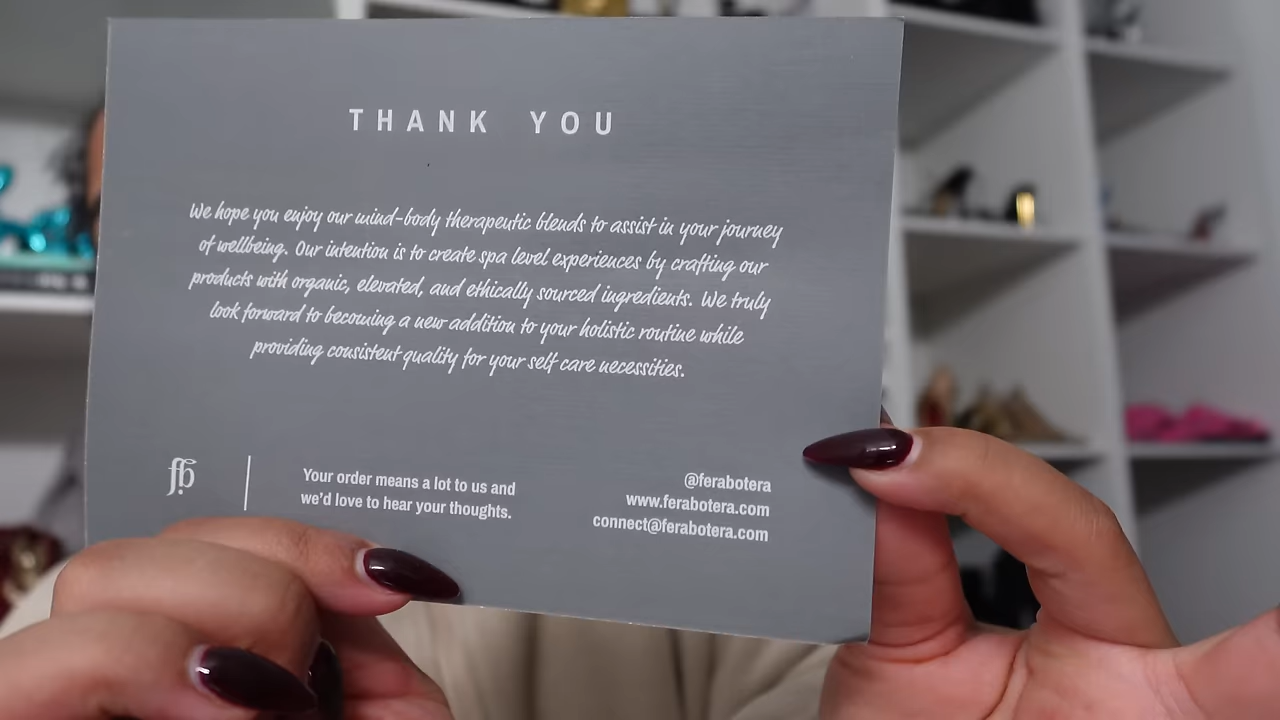 THANK YOU
We hope you enjoy our mind-body therapeutic blends to assist in your journey
of wellbeing. Our intention is to create spa level experiences by crafting our
products with organic, elevated, and ethically sourced ingredients. We truly
look forward to becoming a new addition to your holistic routine while
providing consistent quality for your self care necessities.
fb
Your order means a lot to us and
we'd love to hear your thoughts.
@ferabotera
www.ferabotera.com
connect@ferabotera.com